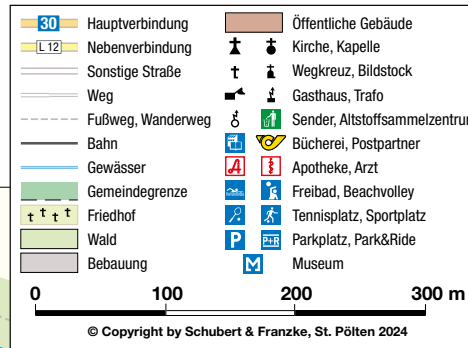 30 Hauptverbindung
L 12 Nebenverbindung
Sonstige Straße
Weg
Fußweg, Wanderweg
Bahn
Gewässer
Gemeindegrenze
Friedhof
Wald
Bebauung
Öffentliche Gebäude
Kirche, Kapelle
Wegkreuz, Bildstock
Gasthaus, Trafo
Sender, Altstoffsammelzentrum
Bücherei, Postpartner
A Apotheke, Arzt
Freibad, Beachvolley
Tennisplatz, Sportplatz
P P+R Parkplatz, Park&Ride
M Museum
0 100 200 300 m
© Copyright by Schubert & Franzke, St. Pölten 2024